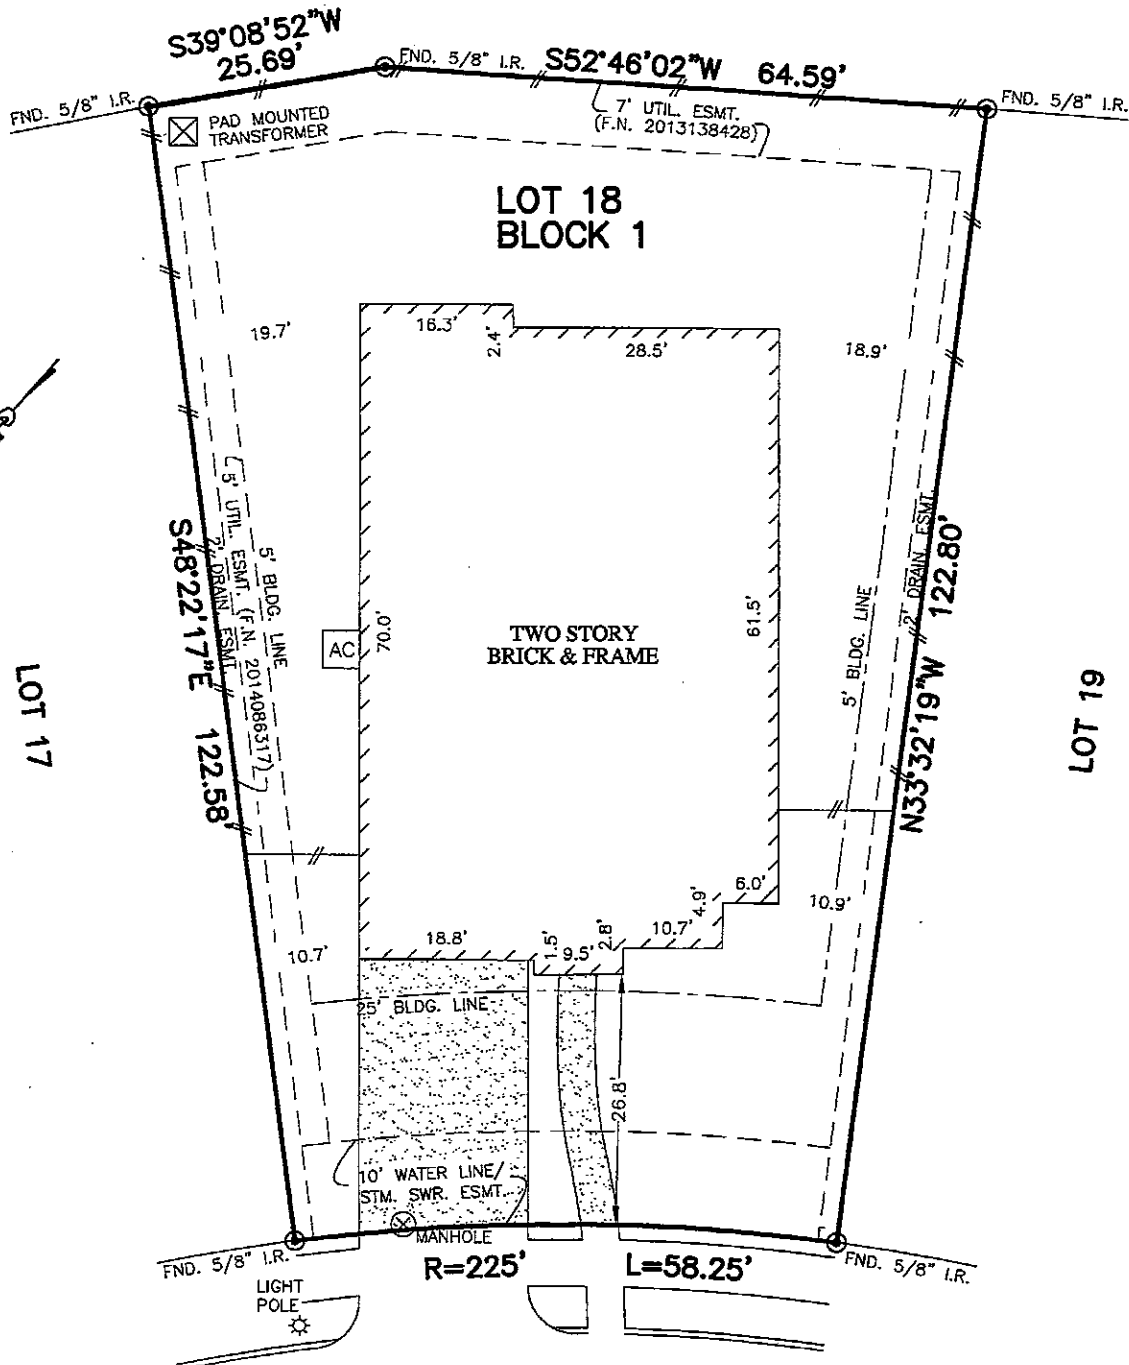 S39°08'52"W
25.69'
FND. 5/8" I.R.
S52°46'02"W 64.59'
FND. 5/8" I.R.
FND. 5/8" I.R.
PAD MOUNTED
TRANSFORMER
7' UTIL. ESMT.
(F.N. 2013138428)
LOT 18
BLOCK 1
19.7'
16.3'
2.4'
28.5'
18.9'
S48°22'17"E 122.58'
2' DRAIN. ESMT.
5' UTIL. ESMT. (F.N. 2014086317)
5' BLDG. LINE
AC
70.0'
TWO STORY
BRICK & FRAME
61.5'
5' BLDG. LINE
2' DRAIN. ESMT.
N33°32'19"W 122.80'
LOT 17
LOT 19
10.7'
18.8'
1.5'
9.5'
2.8'
10.7'
4.9'
6.0'
10.9'
25' BLDG. LINE
26.8'
10' WATER LINE/
STM. SWR. ESMT.
MANHOLE
FND. 5/8" I.R.
R=225'
L=58.25'
FND. 5/8" I.R.
LIGHT
POLE